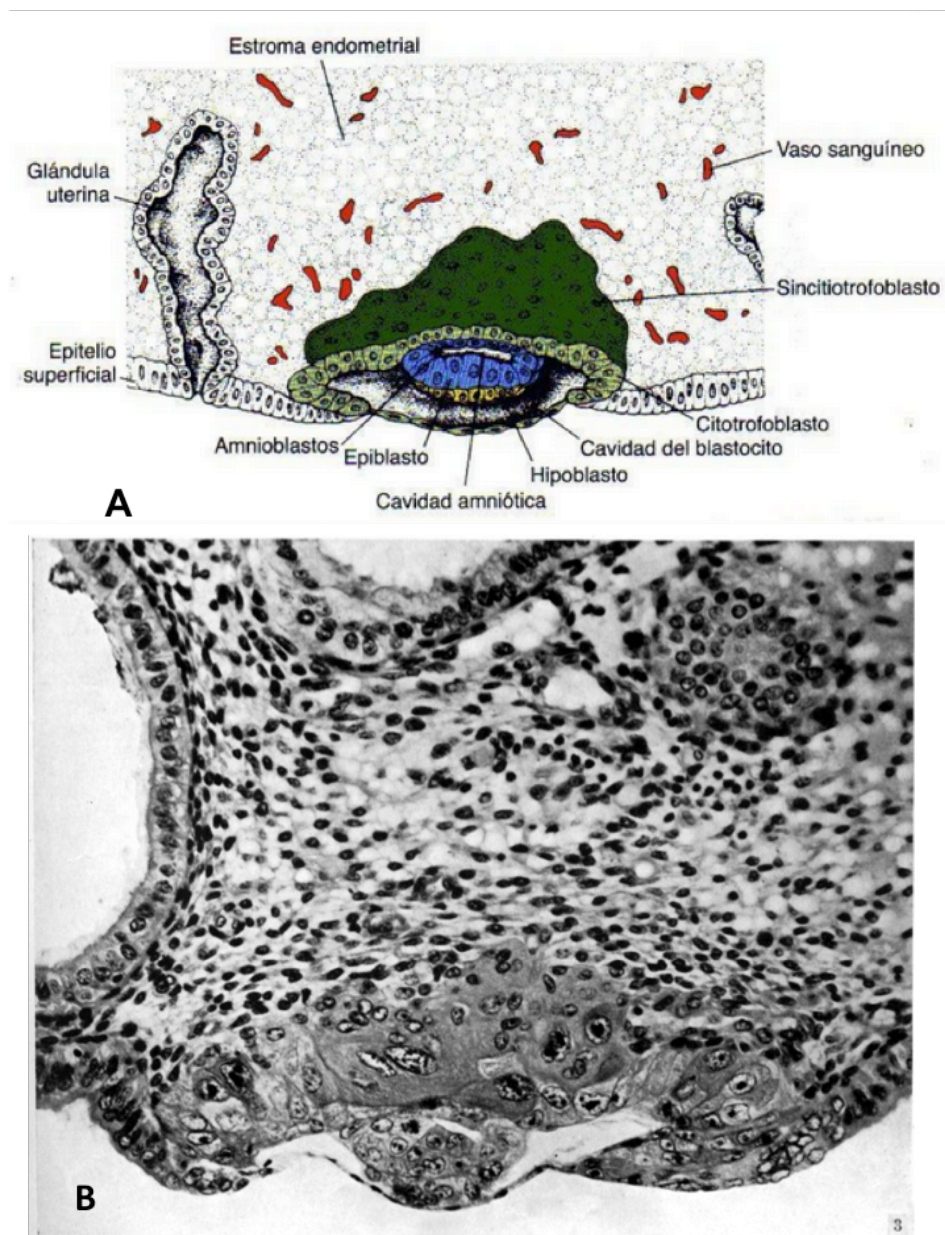 Estroma endometrial
Vaso sanguíneo
Glándula
uterina
Sincitiotrofoblasto
Epitelio
superficial
Citotrofoblasto
Amnioblastos
Epiblasto
Cavidad del blastocito
Hipoblasto
Cavidad amniótica
A
B
3